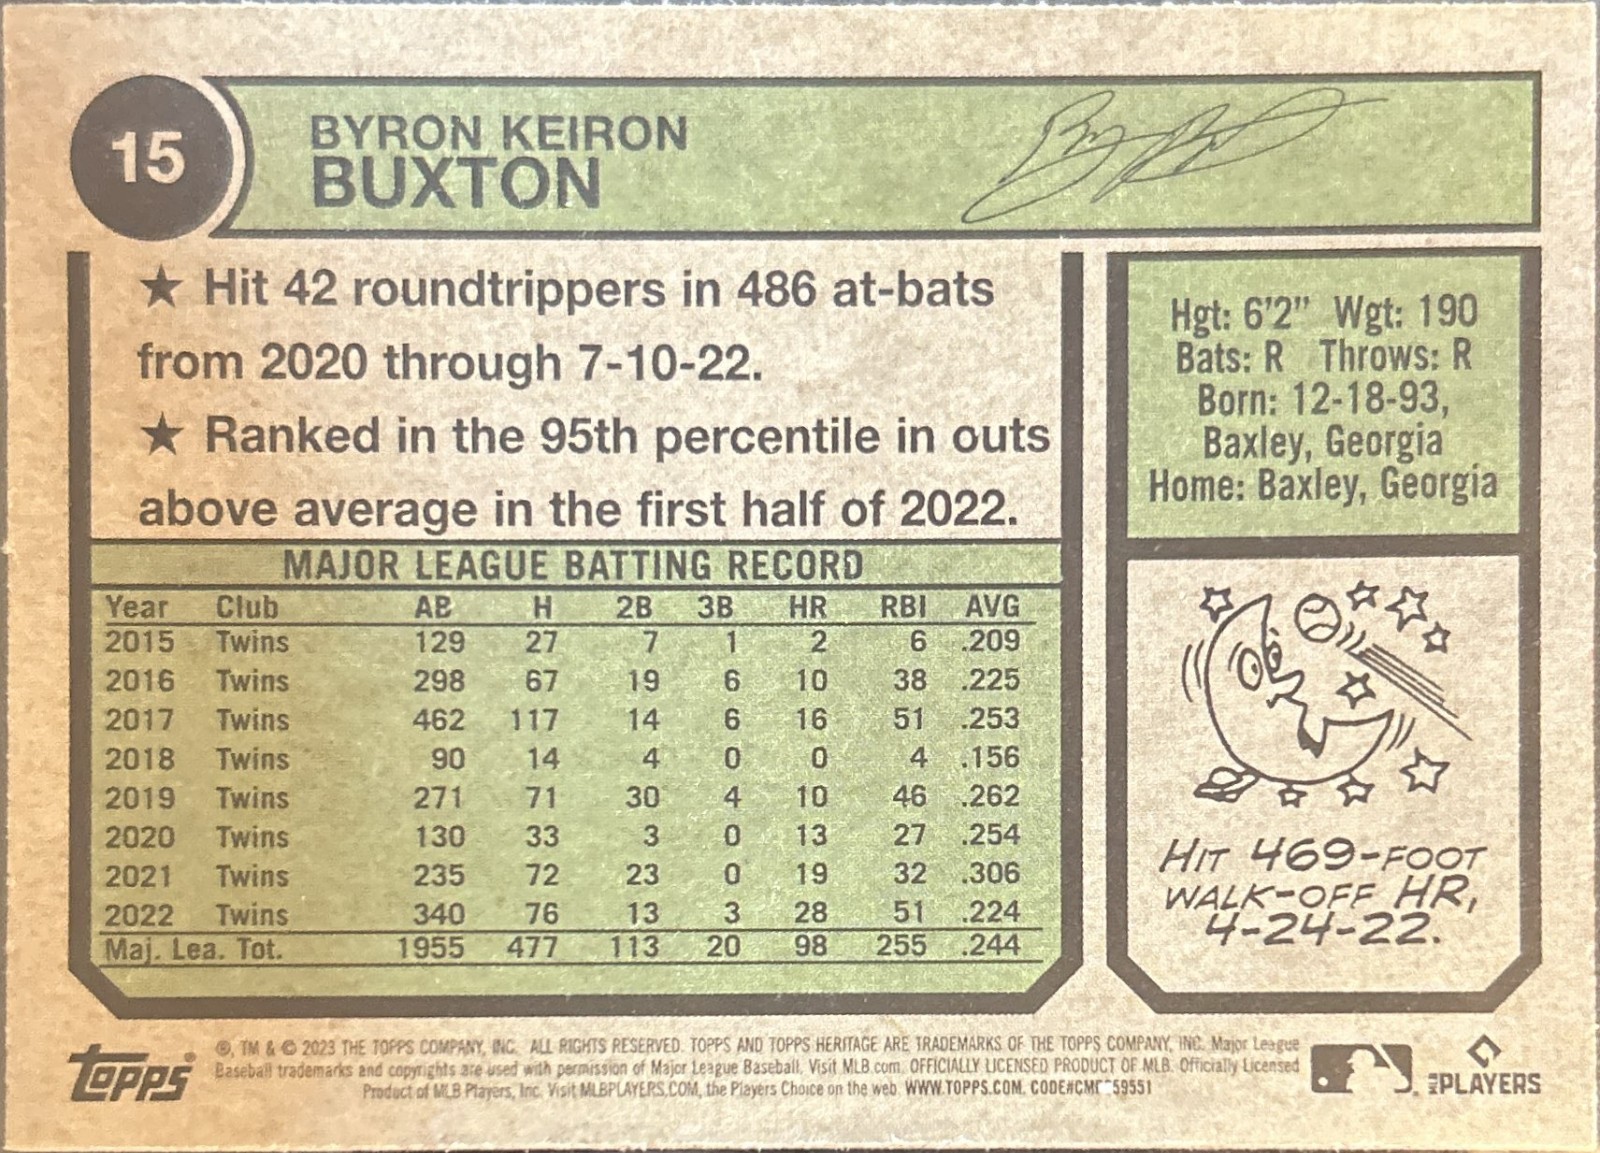 15
BYRON KEIRON
BUXTON
★ Hit 42 roundtrippers in 486 at-bats
from 2020 through 7-10-22.
★ Ranked in the 95th percentile in outs
above average in the first half of 2022.
Hgt: 6'2" Wgt: 190
Bats: R Throws: R
Born: 12-18-93,
Baxley, Georgia
Home: Baxley, Georgia
MAJOR LEAGUE BATTING RECORD
Year Club AB H 2B 3B HR RBI AVG
2015 Twins 129 27 7 1 2 6 .209
2016 Twins 298 67 19 6 10 38 .225
2017 Twins 462 117 14 6 16 51 .253
2018 Twins 90 14 4 0 0 4 .156
2019 Twins 271 71 30 4 10 46 .262
2020 Twins 130 33 3 0 13 27 .254
2021 Twins 235 72 23 0 19 32 .306
2022 Twins 340 76 13 3 28 51 .224
Maj. Lea. Tot. 1955 477 113 20 98 255 .244
HIT 469-FOOT
WALK-OFF HR,
4-24-22.
TOPPS
®, TM & © 2023 THE TOPPS COMPANY, INC. ALL RIGHTS RESERVED. TOPPS AND TOPPS HERITAGE ARE TRADEMARKS OF THE TOPPS COMPANY, INC. Major League
Baseball trademarks and copyrights are used with permission of Major League Baseball. Visit MLB.com. OFFICIALLY LICENSED PRODUCT OF MLB. Officially Licensed
Product of MLB Players, Inc. Visit MLBPLAYERS.COM, the Players Choice on the web. WWW.TOPPS.COM. 
MLB PLAYERS